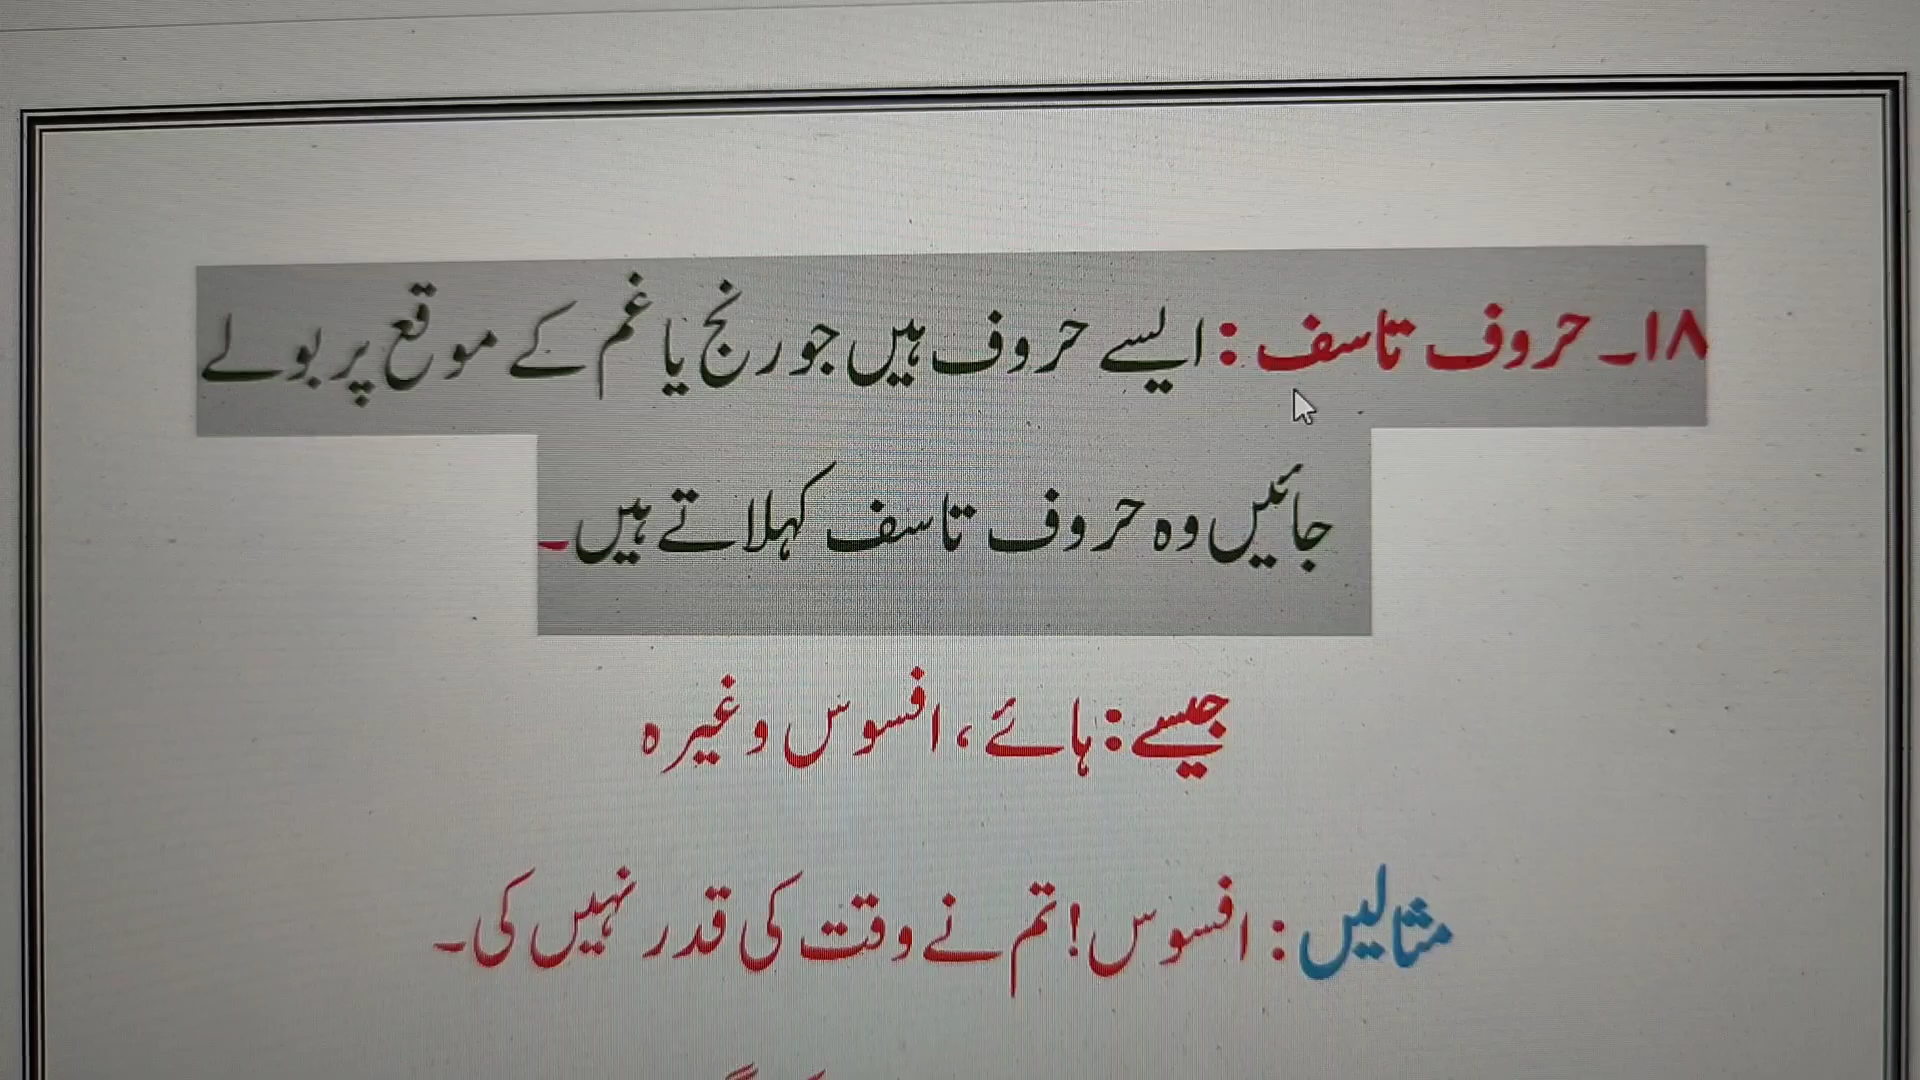 ۱۸۔ حروف تاسف : ایسے حروف ہیں جو رنج یا غم کے موقع پر بولے
جائیں وہ حروف تاسف کہلاتے ہیں۔
جیسے : ہائے ، افسوس وغیرہ
مثالیں : افسوس ! تم نے وقت کی قدر نہیں کی۔